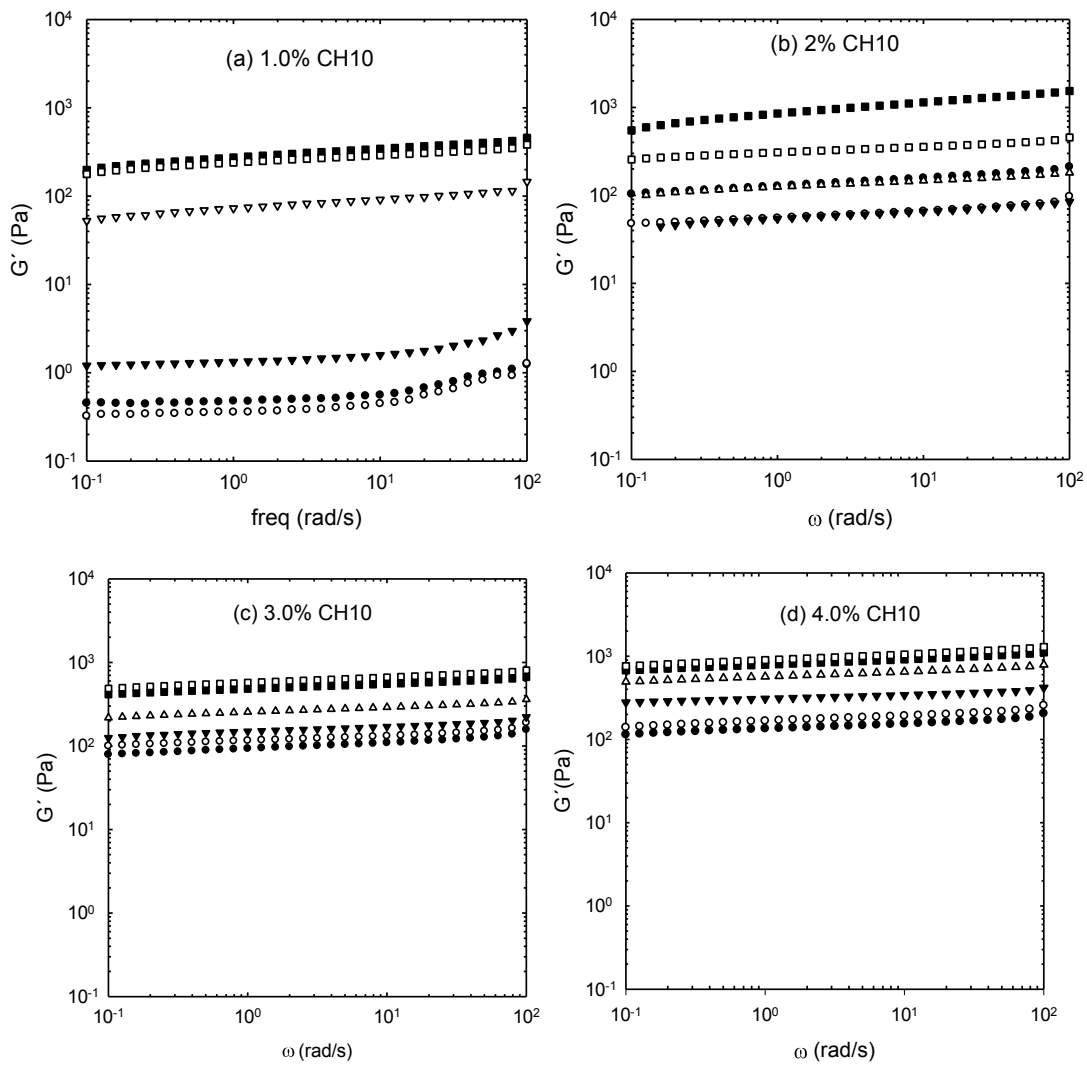 (a) 1.0% CH10
G´ (Pa)
10⁴
10³
10²
10¹
10⁰
10⁻¹
10⁻¹ 10⁰ 10¹ 10²
freq (rad/s)
(b) 2% CH10
G´ (Pa)
10⁴
10³
10²
10¹
10⁰
10⁻¹
10⁻¹ 10⁰ 10¹ 10²
ω (rad/s)
(c) 3.0% CH10
G´ (Pa)
10⁴
10³
10²
10¹
10⁰
10⁻¹
10⁻¹ 10⁰ 10¹ 10²
ω (rad/s)
(d) 4.0% CH10
G´(Pa)
10⁴
10³
10²
10¹
10⁰
10⁻¹
10⁻¹ 10⁰ 10¹ 10²
ω (rad/s)